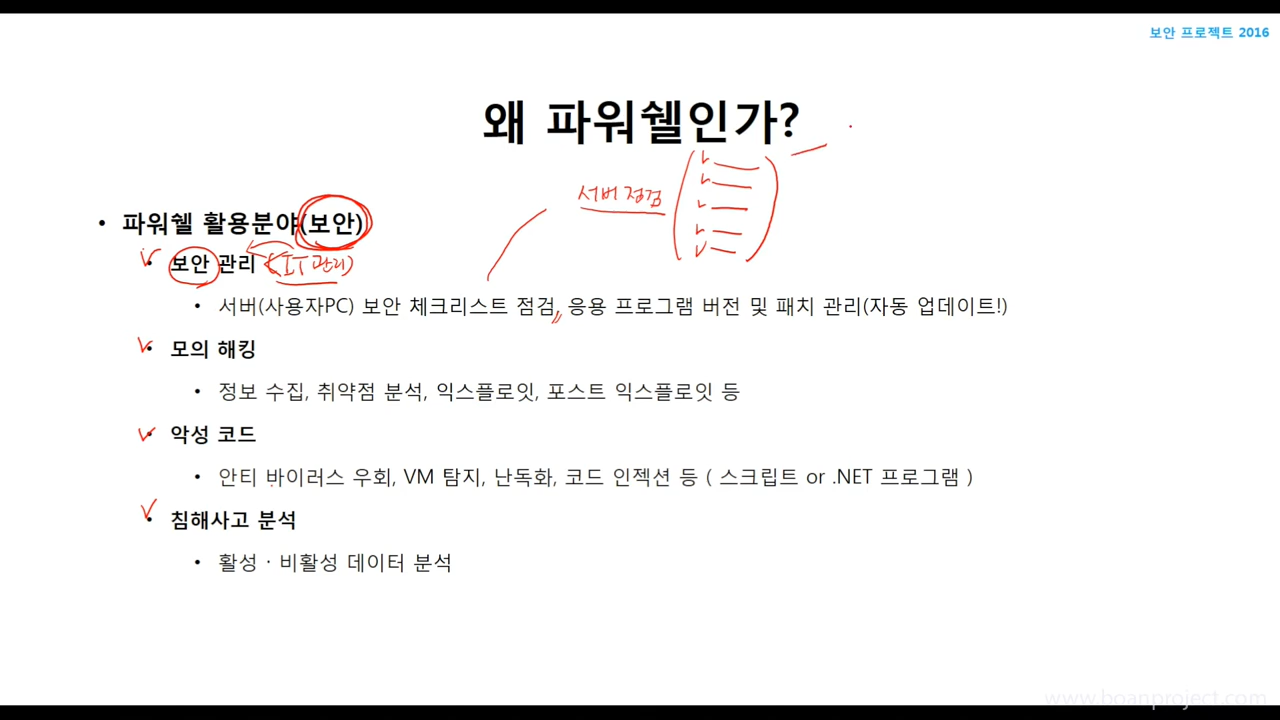 보안 프로젝트 2016
왜 파워쉘인가?
서버 점검
• 파워쉘 활용분야(보안)
• 보안 관리 (IT 관리)
• 서버(사용자PC) 보안 체크리스트 점검, 응용 프로그램 버전 및 패치 관리(자동 업데이트!)
• 모의 해킹
• 정보 수집, 취약점 분석, 익스플로잇, 포스트 익스플로잇 등
• 악성 코드
• 안티 바이러스 우회, VM 탐지, 난독화, 코드 인젝션 등 ( 스크립트 or .NET 프로그램 )
• 침해사고 분석
• 활성 · 비활성 데이터 분석
www.boanproject.com